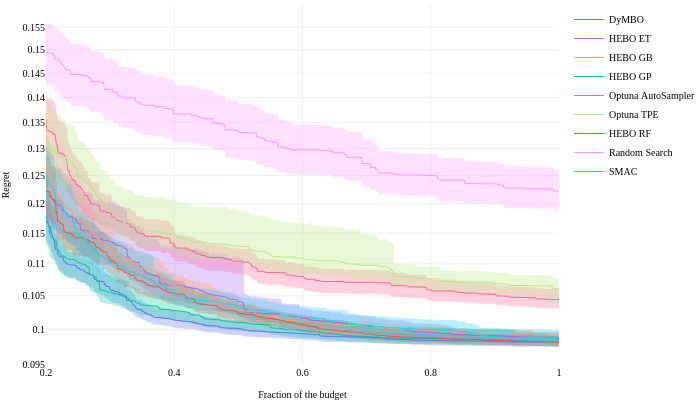 0.155
0.15
0.145
0.14
0.135
0.13
0.125
0.12
0.115
0.11
0.105
0.1
0.095
Regret
0.2
0.4
0.6
0.8
1
Fraction of the budget
DyMBO
HEBO ET
HEBO GB
HEBO GP
Optuna AutoSampler
Optuna TPE
HEBO RF
Random Search
SMAC